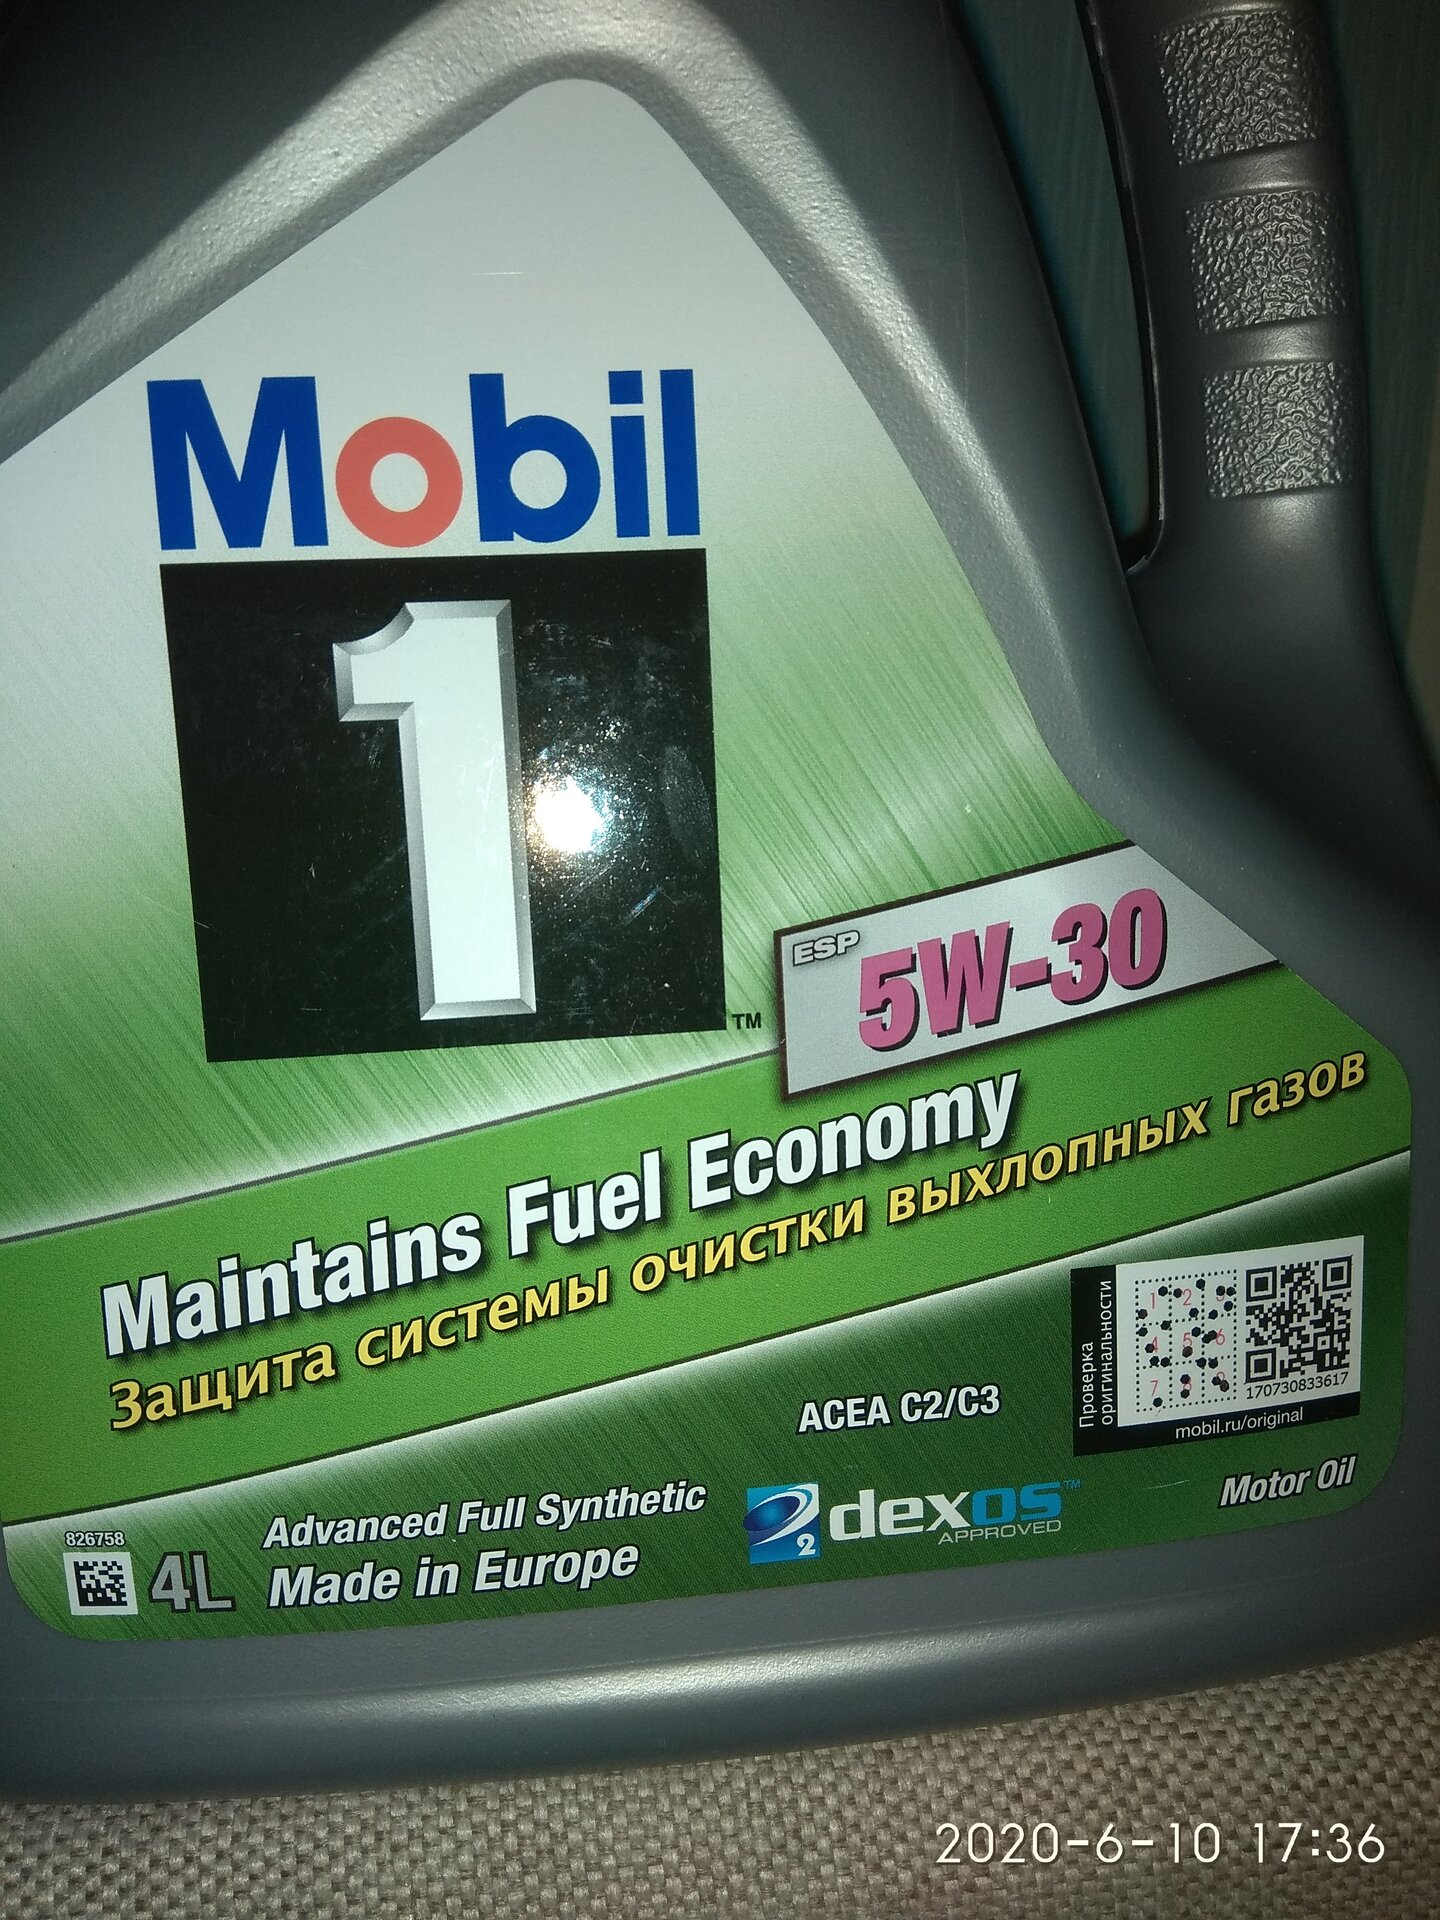 Mobil
1
TM
ESP
5W-30
Maintains Fuel Economy
Защита системы очистки выхлопных газов
Проверка
оригинальности
1 2 3
4 5 6
7 8 9
170730833617
mobil.ru/original
ACEA C2/C3
826758
4L
Advanced Full Synthetic
Made in Europe
2
dexos™
APPROVED
Motor Oil
2020-6-10 17:36